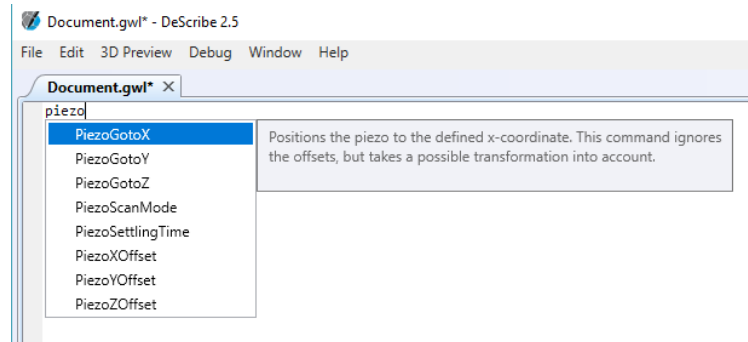 Document.gwl* - DeScribe 2.5
File Edit 3D Preview Debug Window Help
Document.gwl* ×
piezo
PiezoGotoX
PiezoGotoY
PiezoGotoZ
PiezoScanMode
PiezoSettlingTime
PiezoXOffset
PiezoYOffset
PiezoZOffset
Positions the piezo to the defined x-coordinate. This command ignores
the offsets, but takes a possible transformation into account.